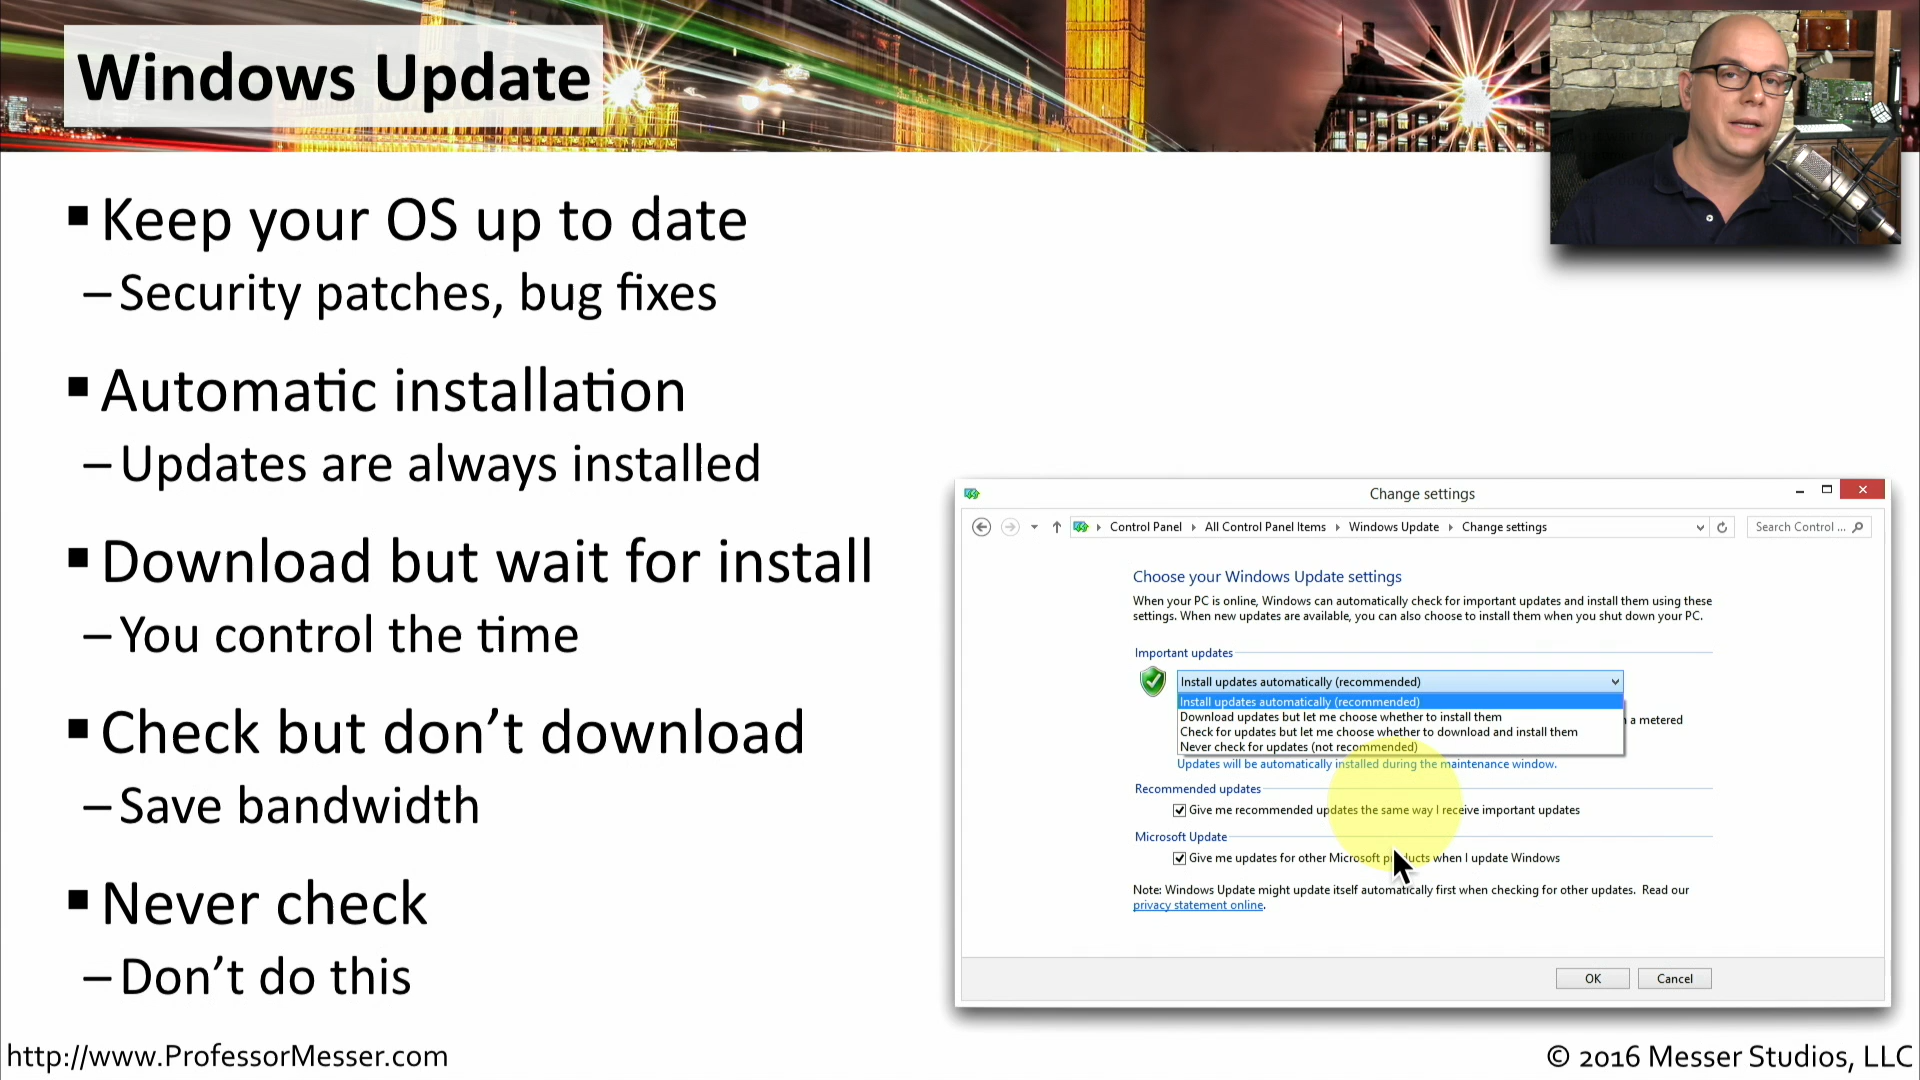 Windows Update
▪Keep your OS up to date
–Security patches, bug fixes
▪Automatic installation
–Updates are always installed
▪Download but wait for install
–You control the time
▪Check but don’t download
–Save bandwidth
▪Never check
–Don’t do this
Change settings
Control Panel
All Control Panel Items
Windows Update
Change settings
Search Control ...
Choose your Windows Update settings
When your PC is online, Windows can automatically check for important updates and install them using these
settings. When new updates are available, you can also choose to install them when you shut down your PC.
Important updates
Install updates automatically (recommended)
Install updates automatically (recommended)
Download updates but let me choose whether to install them
a metered
Check for updates but let me choose whether to download and install them
Never check for updates (not recommended)
Updates will be automatically installed during the maintenance window.
Recommended updates
Give me recommended updates the same way I receive important updates
Microsoft Update
Give me updates for other Microsoft products when I update Windows
Note: Windows Update might update itself automatically first when checking for other updates. Read our
privacy statement online.
OK
Cancel
http://www.ProfessorMesser.com
© 2016 Messer Studios, LLC